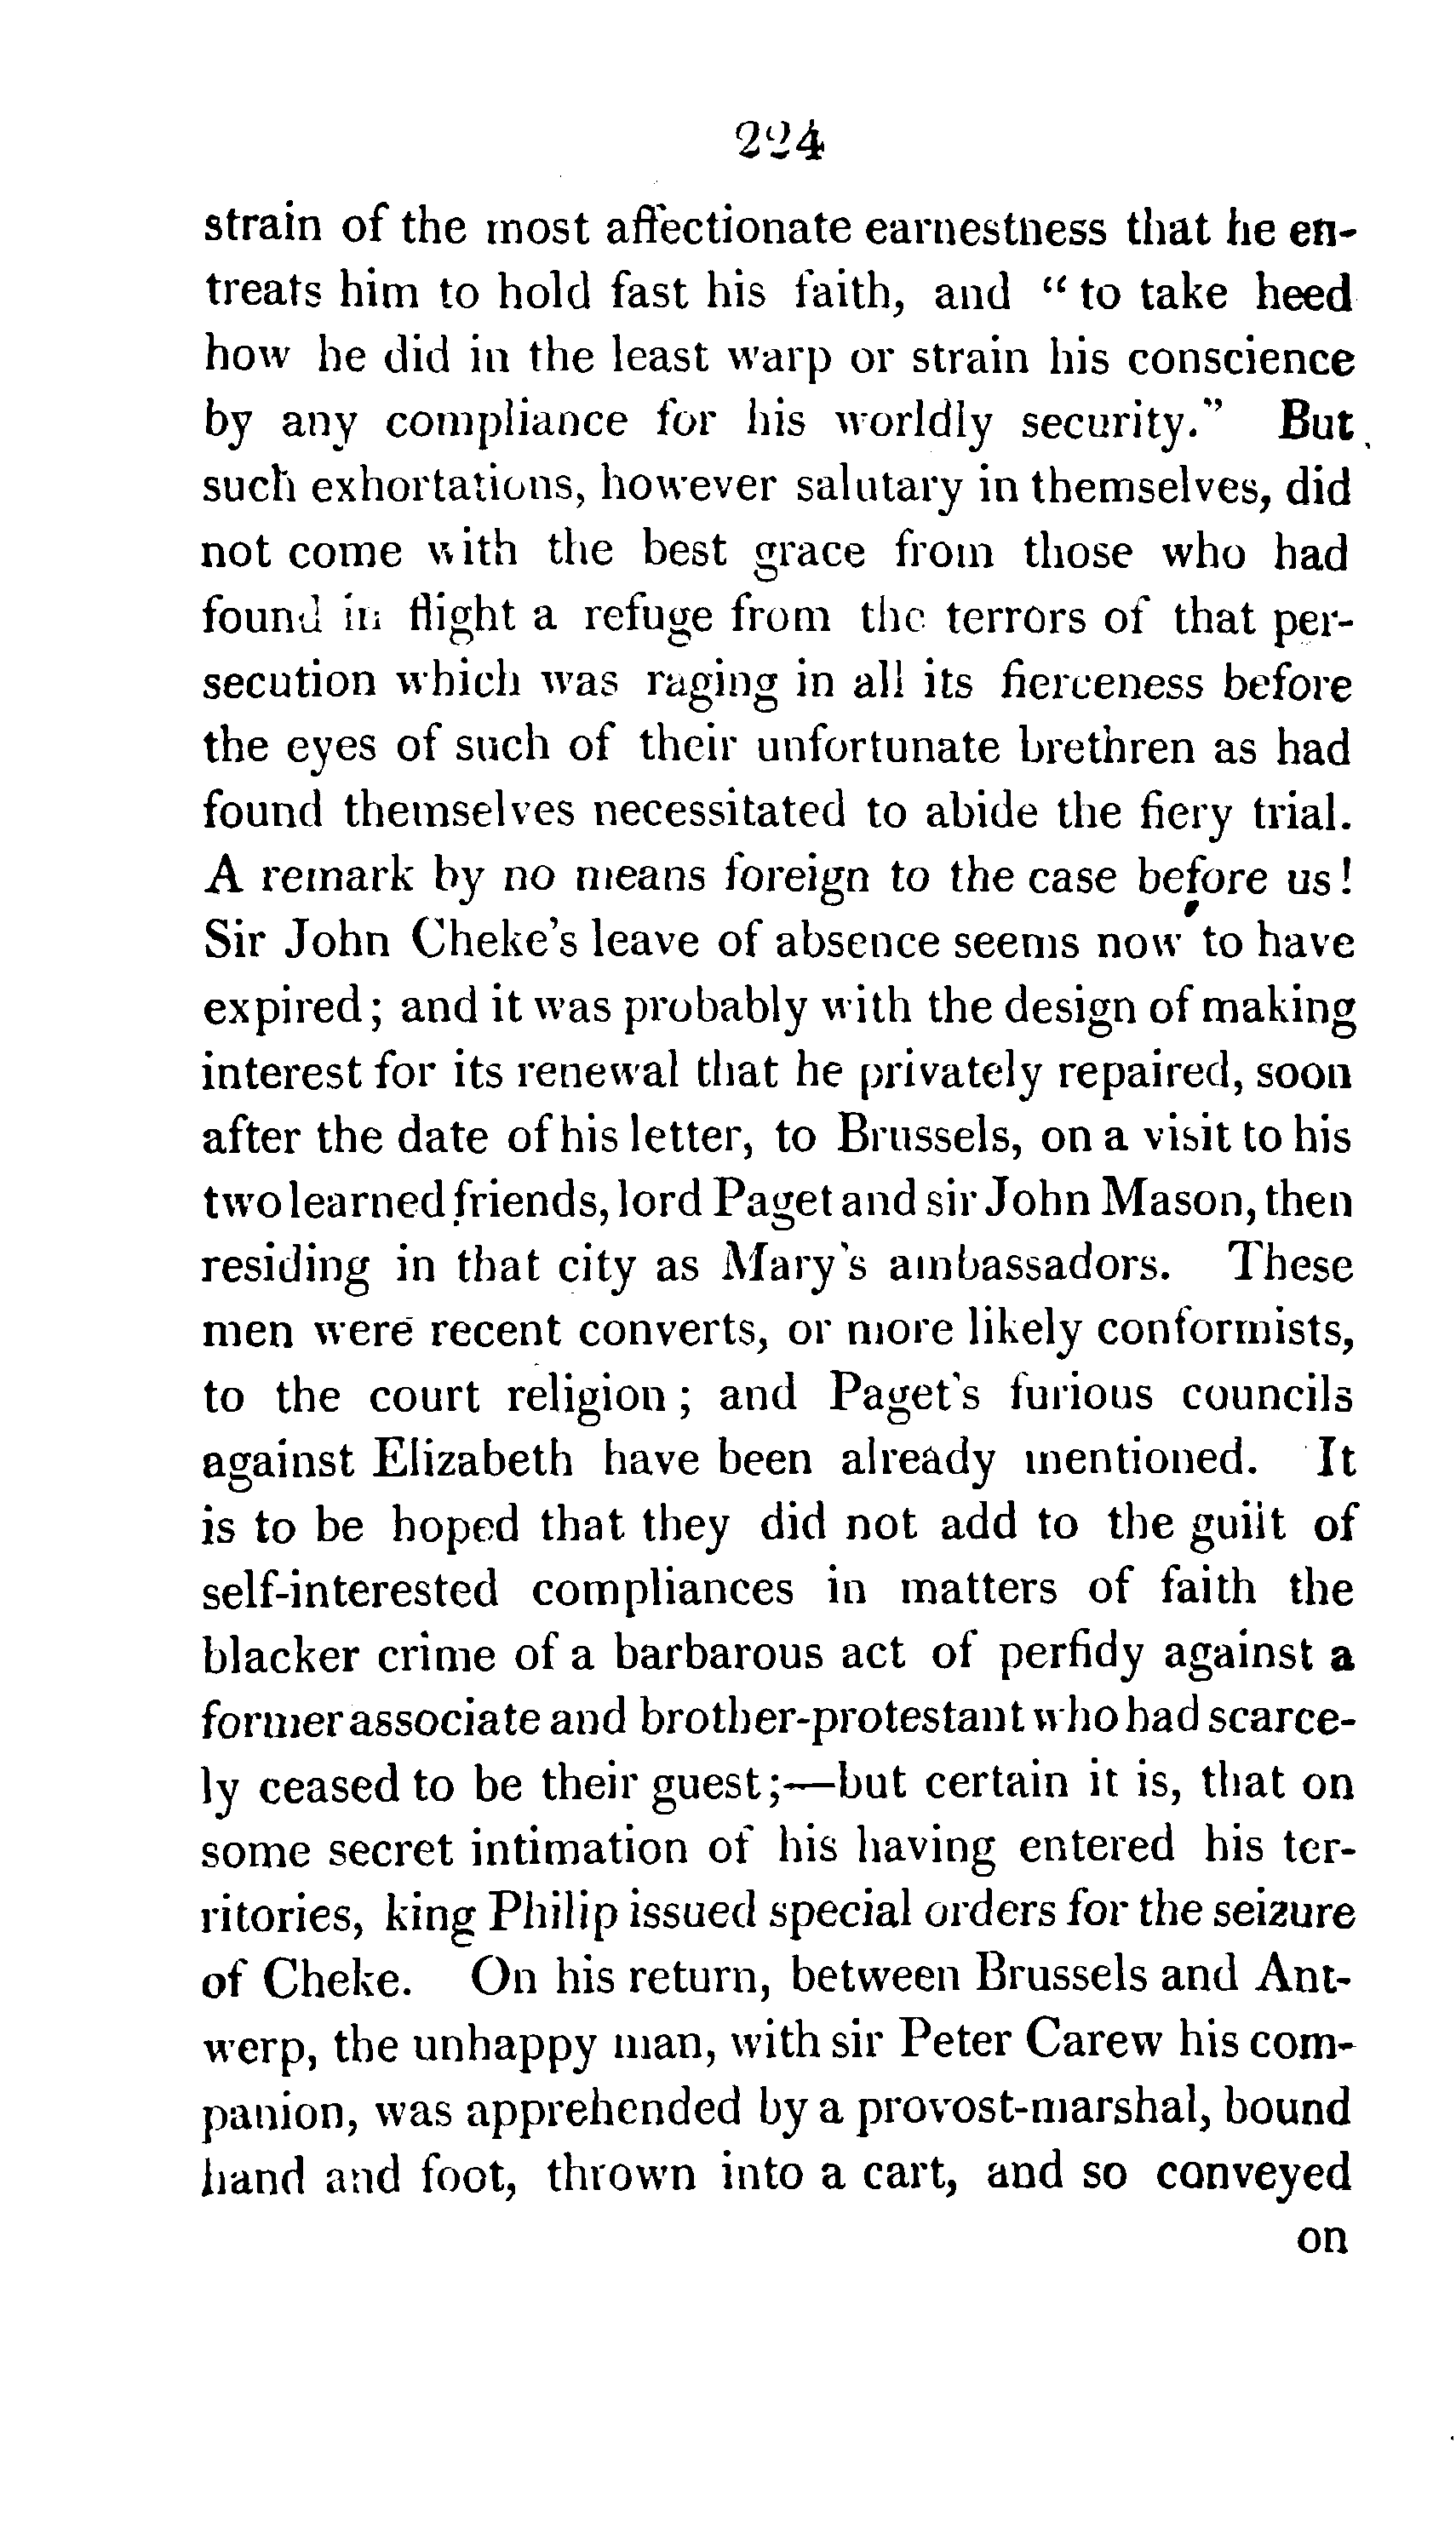 224
strain of the most affectionate earnestness that he en-
treats him to hold fast his faith, and “ to take heed
how he did in the least warp or strain his conscience
by any compliance for his worldly security.” But
such exhortations, however salutary in themselves, did
not come with the best grace from those who had
found in flight a refuge from the terrors of that per-
secution which was raging in all its fierceness before
the eyes of such of their unfortunate brethren as had
found themselves necessitated to abide the fiery trial.
A remark by no means foreign to the case before us!
Sir John Cheke's leave of absence seems now to have
expired; and it was probably with the design of making
interest for its renewal that he privately repaired, soon
after the date of his letter, to Brussels, on a visit to his
two learned friends, lord Paget and sir John Mason, then
residing in that city as Mary's ambassadors. These
men were recent converts, or more likely conformists,
to the court religion; and Paget's furious councils
against Elizabeth have been already mentioned. It
is to be hoped that they did not add to the guilt of
self-interested compliances in matters of faith the
blacker crime of a barbarous act of perfidy against a
former associate and brother-protestant who had scarce-
ly ceased to be their guest;—but certain it is, that on
some secret intimation of his having entered his ter-
ritories, king Philip issued special orders for the seizure
of Cheke. On his return, between Brussels and Ant-
werp, the unhappy man, with sir Peter Carew his com-
panion, was apprehended by a provost-marshal, bound
hand and foot, thrown into a cart, and so conveyed
on